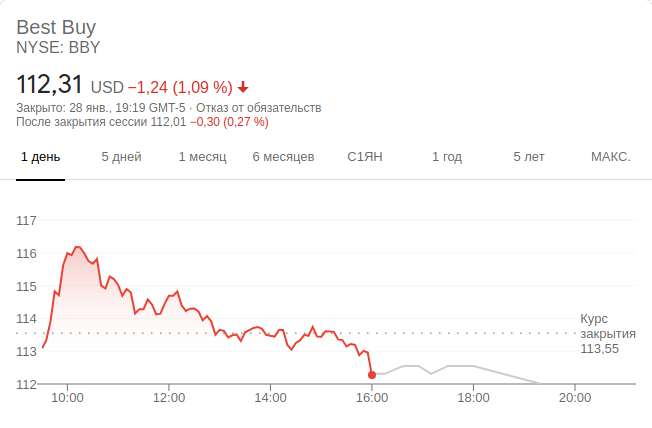 Best Buy
NYSE: BBY
112,31 USD −1,24 (1,09 %)
Закрыто: 28 янв., 19:19 GMT-5 · Отказ от обязательств
После закрытия сессии 112,01 −0,30 (0,27 %)
1 день 5 дней 1 месяц 6 месяцев С1ЯН 1 год 5 лет МАКС.
117
116
115
114
113
112
Курс
закрытия
113,55
10:00 12:00 14:00 16:00 18:00 20:00